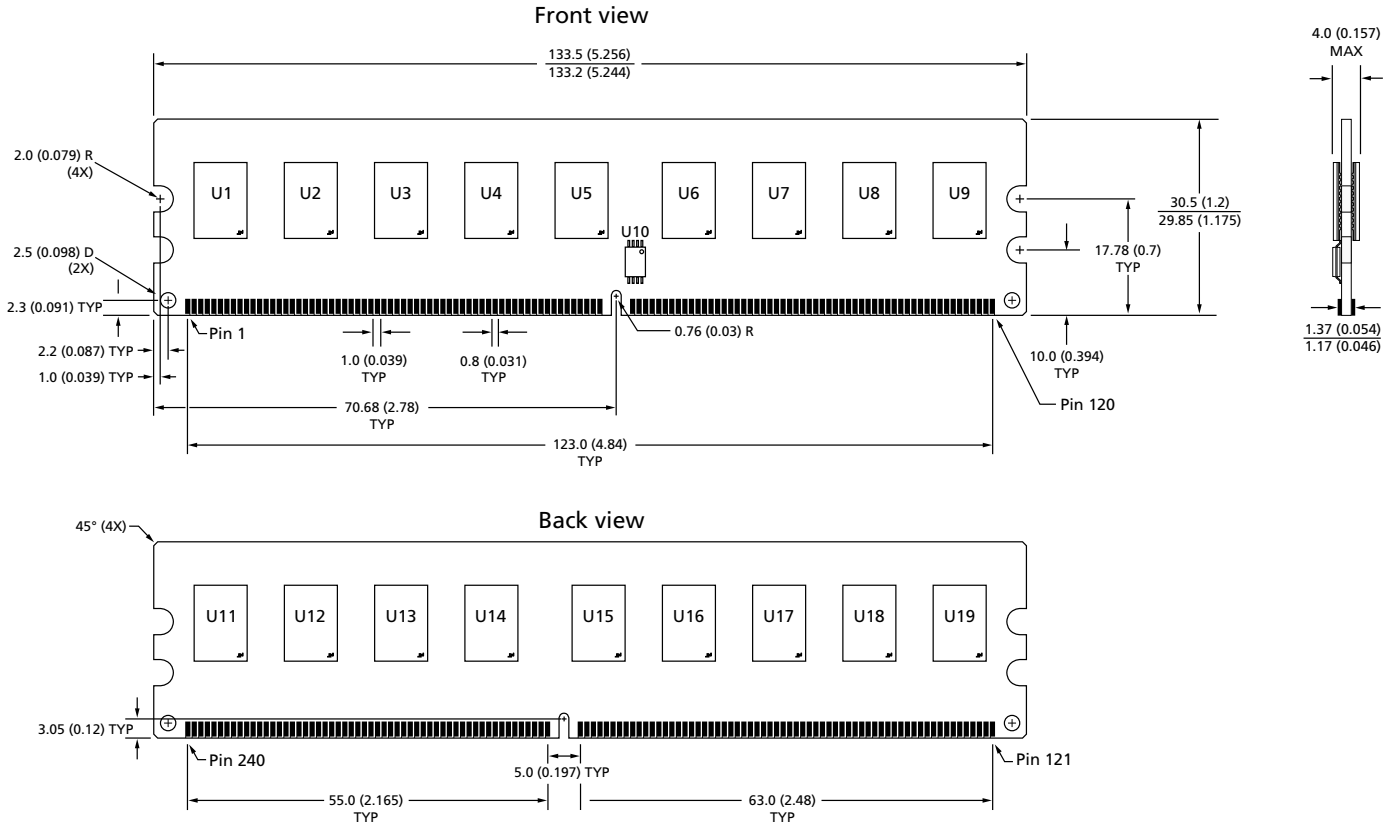 Front view
133.5 (5.256)
133.2 (5.244)
4.0 (0.157)
MAX
2.0 (0.079) R
(4X)
U1 U2 U3 U4 U5 U6 U7 U8 U9
U10
30.5 (1.2)
29.85 (1.175)
17.78 (0.7)
TYP
2.5 (0.098) D
(2X)
2.3 (0.091) TYP
Pin 1
0.76 (0.03) R
2.2 (0.087) TYP
1.0 (0.039)
TYP
0.8 (0.031)
TYP
10.0 (0.394)
TYP
1.37 (0.054)
1.17 (0.046)
1.0 (0.039) TYP
70.68 (2.78)
TYP
Pin 120
123.0 (4.84)
TYP
Back view
45° (4X)
U11 U12 U13 U14 U15 U16 U17 U18 U19
3.05 (0.12) TYP
Pin 240
Pin 121
5.0 (0.197) TYP
55.0 (2.165)
TYP
63.0 (2.48)
TYP